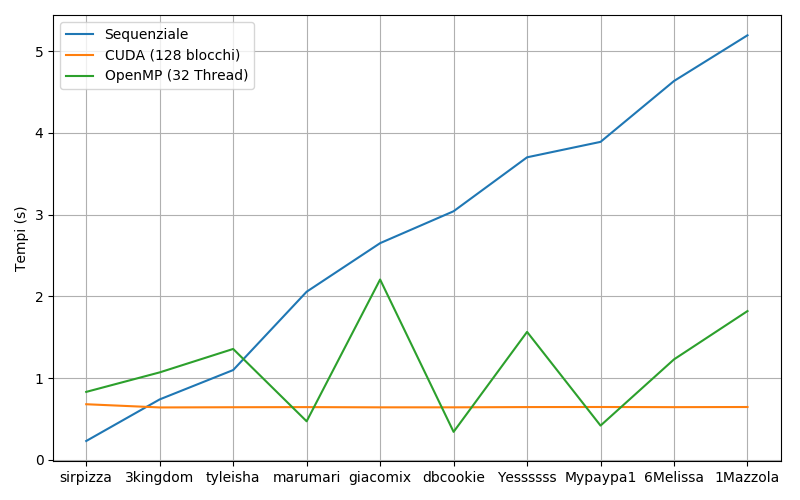 Sequenziale
CUDA (128 blocchi)
OpenMP (32 Thread)
Tempi (s)
5
4
3
2
1
0
sirpizza 3kingdom tyleisha marumari giacomix dbcookie Yessssss Mypaypa1 6Melissa 1Mazzola